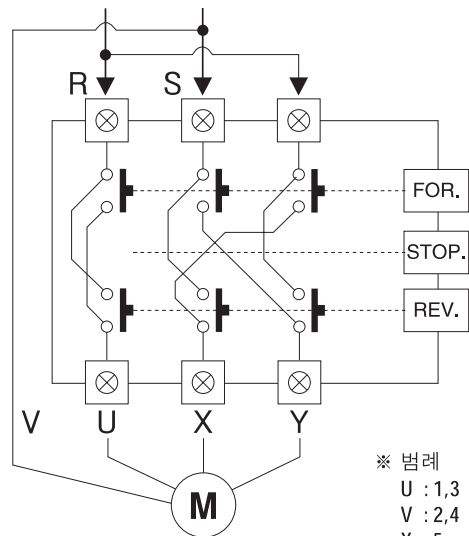 R S
FOR.
STOP.
REV.
V U X Y
M
※ 범례
U : 1,3
V : 2,4